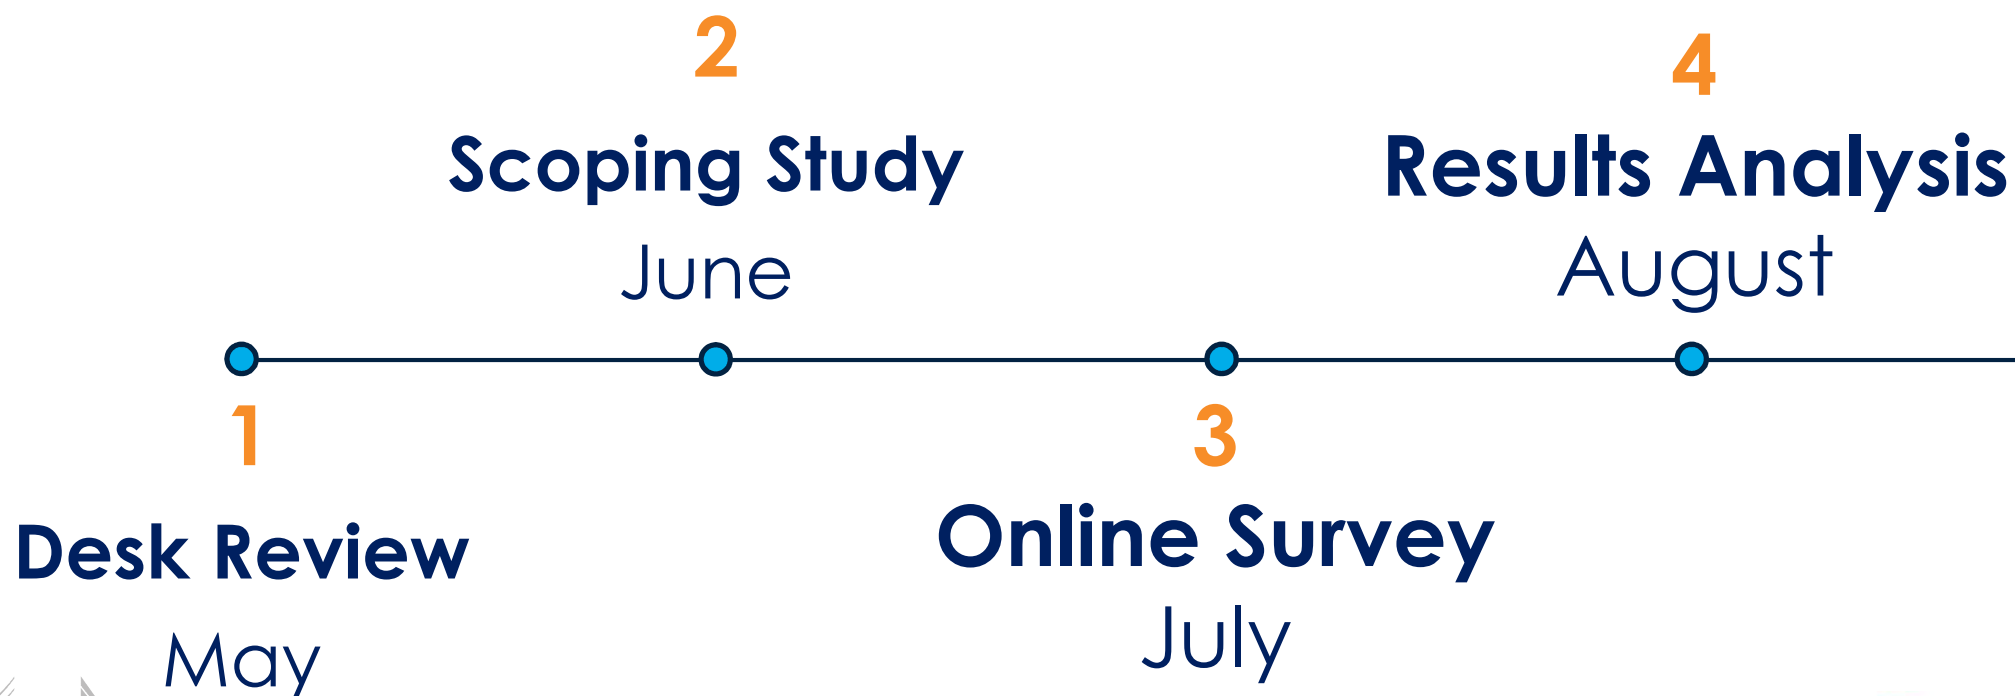 1
Desk Review
May
2
Scoping Study
June
3
Online Survey
July
4
Results Analysis
August